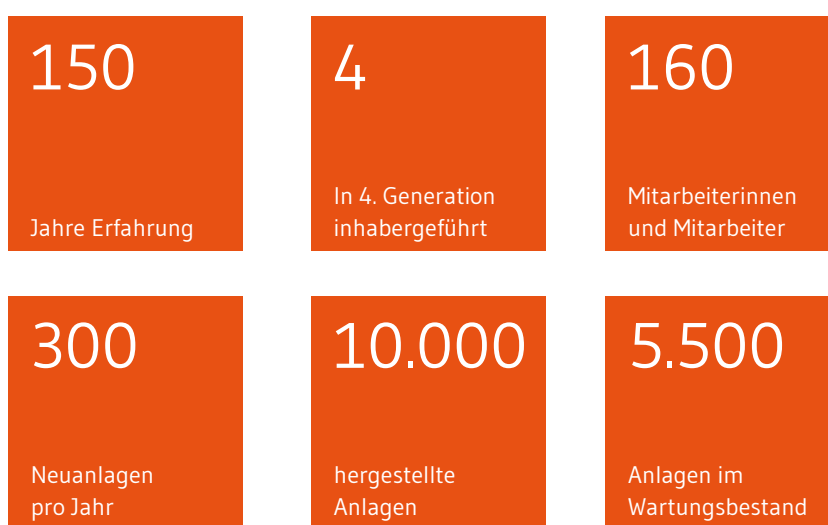 150
Jahre Erfahrung
4
In 4. Generation
inhabergeführt
160
Mitarbeiterinnen
und Mitarbeiter
300
Neuanlagen
pro Jahr
10.000
hergestellte
Anlagen
5.500
Anlagen im
Wartungsbestand